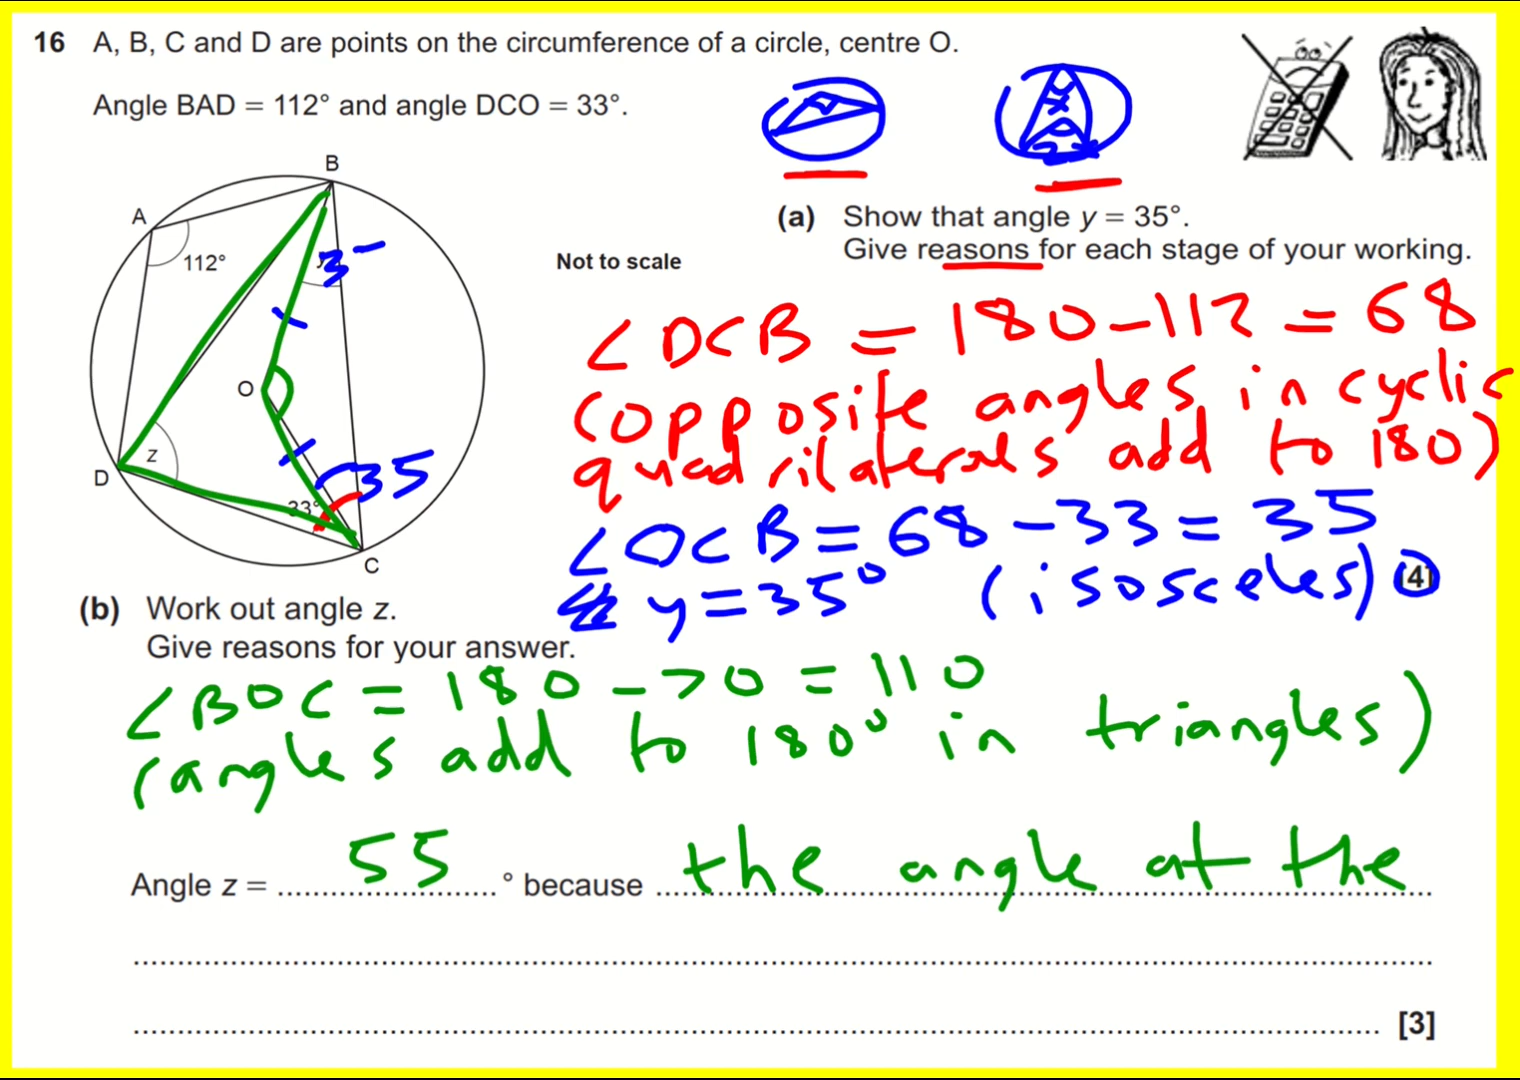 16 A, B, C and D are points on the circumference of a circle, centre O.
Angle BAD = 112° and angle DCO = 33°.
B
A
112°
35
O
D
z
33°
35
C
Not to scale
x
2x
(a) Show that angle y = 35°.
Give reasons for each stage of your working.
∠DCB = 180-112 = 68
(opposite angles in cyclic
quadrilaterals add to 180)
∠OCB = 68-33 = 35
y=35° (isosceles) (4)
(b) Work out angle z.
Give reasons for your answer.
∠BOC = 180-70 = 110
(angles add to 180° in triangles)
Angle z = 55 ° because the angle at the
[3]